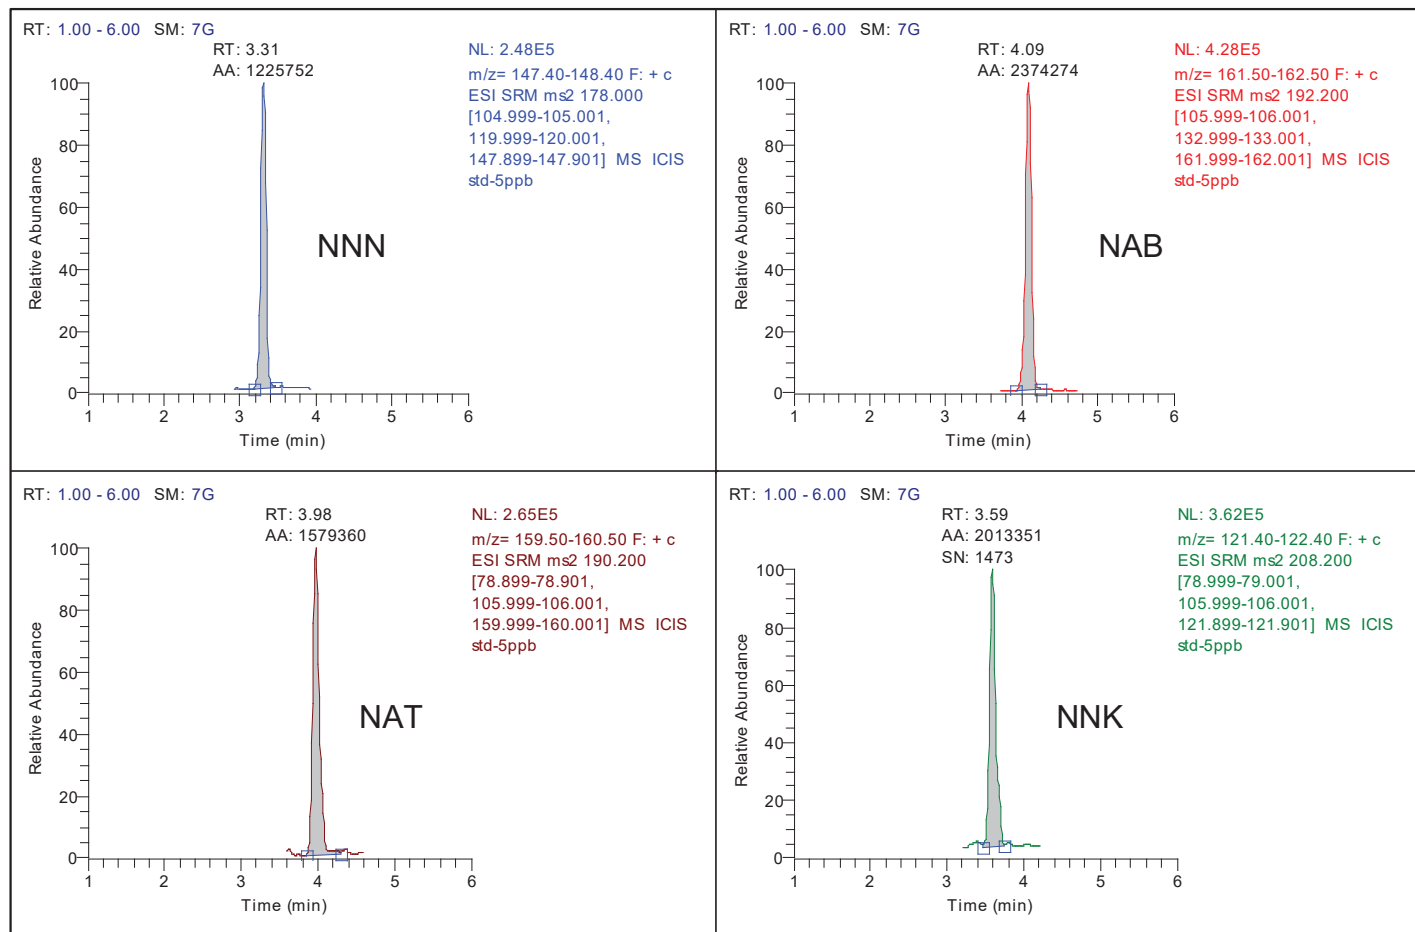 RT: 1.00 - 6.00 SM: 7G
RT: 3.31
AA: 1225752
NL: 2.48E5
m/z= 147.40-148.40 F: + c
ESI SRM ms2 178.000
[104.999-105.001,
119.999-120.001,
147.899-147.901] MS ICIS
std-5ppb
100
80
60
40
20
0
Relative Abundance
NNN
1 2 3 4 5 6
Time (min)
RT: 1.00 - 6.00 SM: 7G
RT: 4.09
AA: 2374274
NL: 4.28E5
m/z= 161.50-162.50 F: + c
ESI SRM ms2 192.200
[105.999-106.001,
132.999-133.001,
161.999-162.001] MS ICIS
std-5ppb
100
80
60
40
20
0
Relative Abundance
NAB
1 2 3 4 5 6
Time (min)
RT: 1.00 - 6.00 SM: 7G
RT: 3.98
AA: 1579360
NL: 2.65E5
m/z= 159.50-160.50 F: + c
ESI SRM ms2 190.200
[78.899-78.901,
105.999-106.001,
159.999-160.001] MS ICIS
std-5ppb
100
80
60
40
20
0
Relative Abundance
NAT
1 2 3 4 5 6
Time (min)
RT: 1.00 - 6.00 SM: 7G
RT: 3.59
AA: 2013351
SN: 1473
NL: 3.62E5
m/z= 121.40-122.40 F: + c
ESI SRM ms2 208.200
[78.999-79.001,
105.999-106.001,
121.899-121.901] MS ICIS
std-5ppb
100
80
60
40
20
0
Relative Abundance
NNK
1 2 3 4 5 6
Time (min)